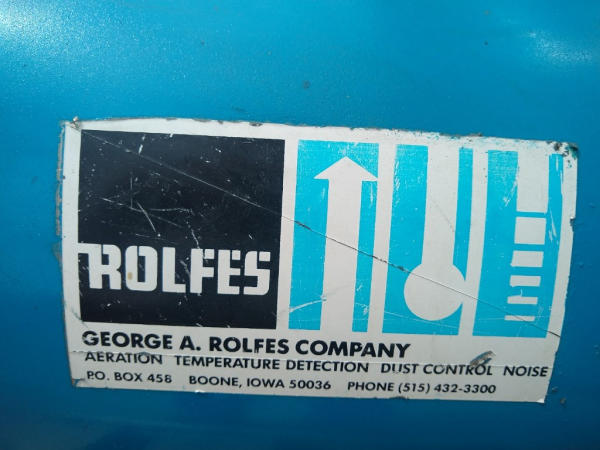 ROLFES
GEORGE A. ROLFES COMPANY
AERATION TEMPERATURE DETECTION DUST CONTROL NOISE
P.O. BOX 458 BOONE, IOWA 50036 PHONE (515) 432-3300